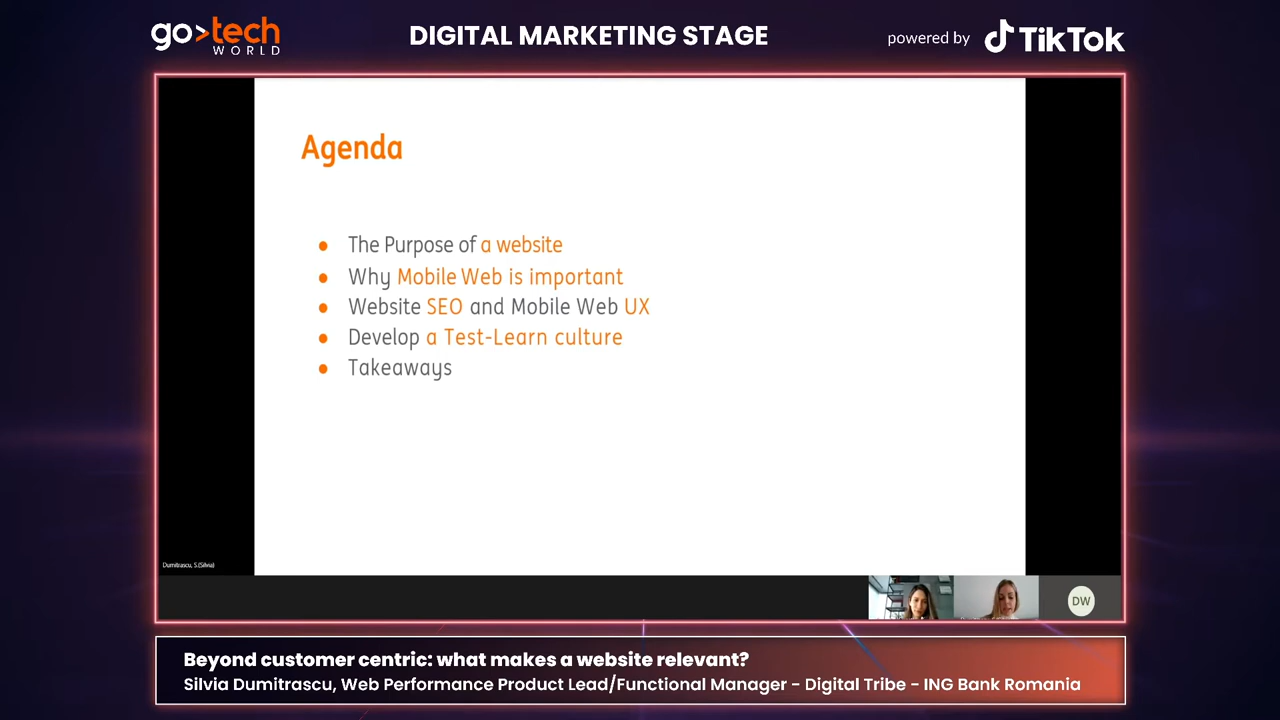 go>tech
WORLD
DIGITAL MARKETING STAGE
powered by TikTok
Agenda
The Purpose of a website
Why Mobile Web is important
Website SEO and Mobile Web UX
Develop a Test-Learn culture
Takeaways
Dumitrascu, S.(Silvia)
DW
Beyond customer centric: what makes a website relevant?
Silvia Dumitrascu, Web Performance Product Lead/Functional Manager - Digital Tribe - ING Bank Romania